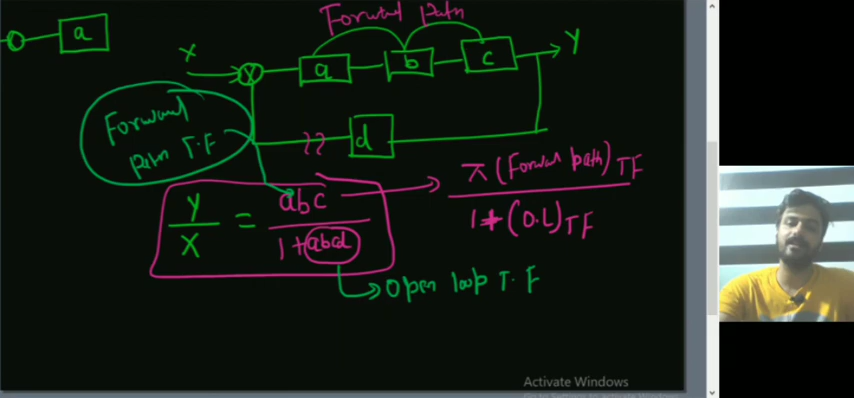 Forward Path
a
X
a
b
c
Y
Forward
path T.F
d
Y/X = abc/1+abcd
π (Forward path) TF
1+ (O.L) TF
Open loop T.F
Activate Windows